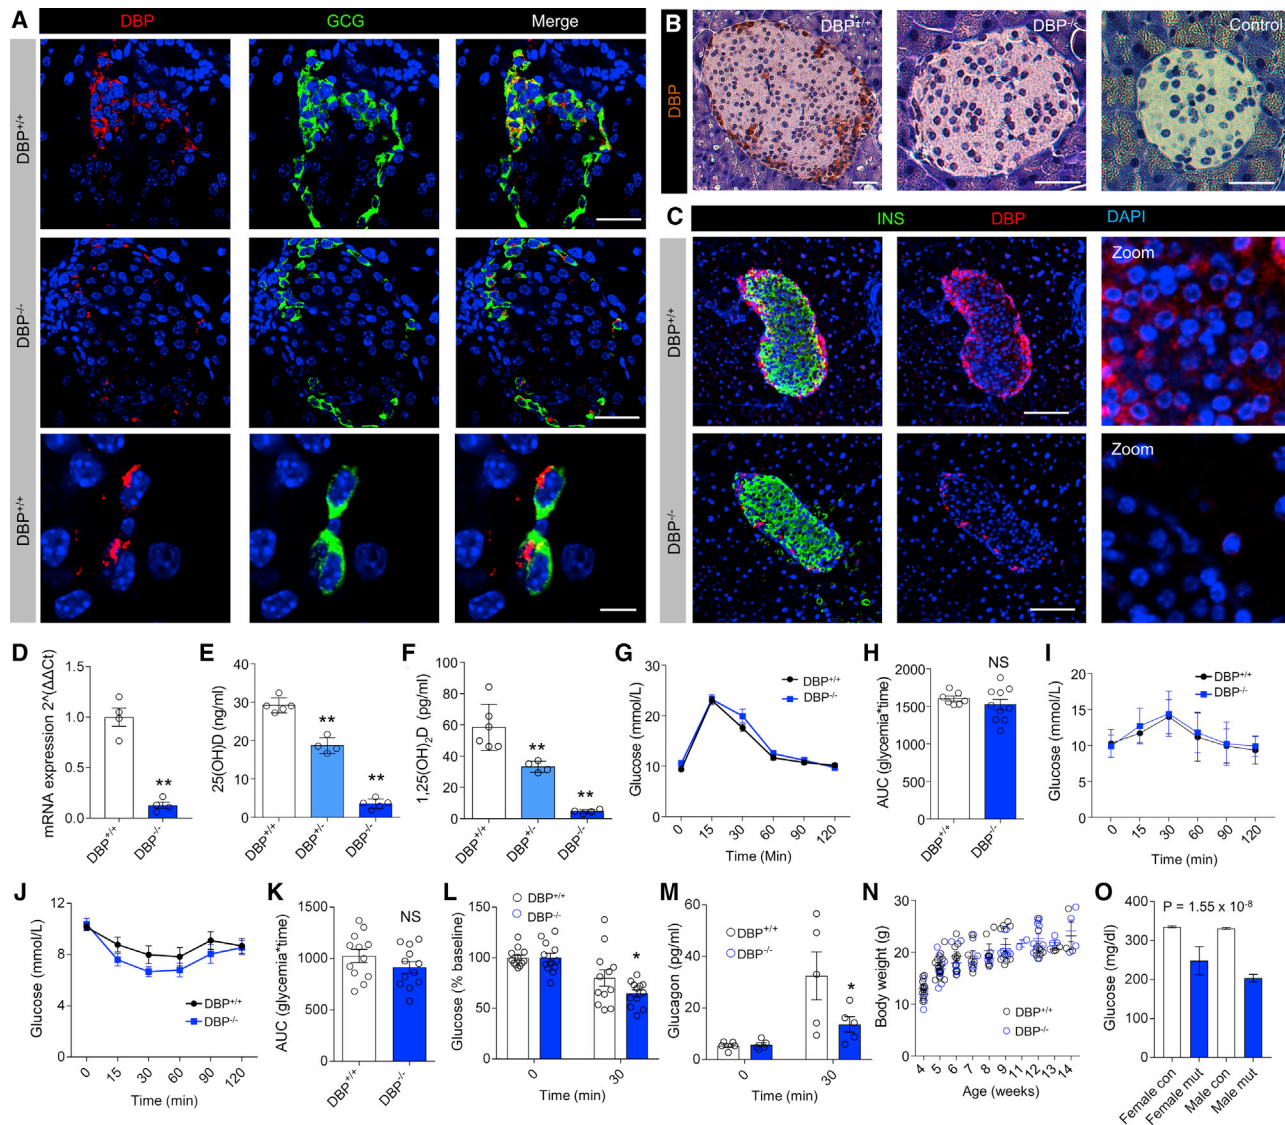 A
DBP
GCG
Merge
DBP+/+
DBP-/-
DBP+/+
B
DBP
DBP+/+
DBP-/-
Control
C
INS
DBP
DAPI
DBP+/+
Zoom
DBP-/-
Zoom
D
mRNA expression 2^(ΔΔCt)
1.5
1.0
0.5
0.0
**
DBP+/+
DBP-/-
E
25(OH)D (ng/ml)
40
30
20
10
0
**
**
DBP+/+
DBP+/-
DBP-/-
F
1,25(OH)2D (pg/ml)
100
80
60
40
20
0
**
**
DBP+/+
DBP+/-
DBP-/-
G
Glucose (mmol/L)
30
20
10
0
DBP+/+
DBP-/-
0
15
30
60
90
120
Time (Min)
H
AUC (glycemia*time)
2000
1500
1000
500
0
NS
DBP+/+
DBP-/-
I
Glucose (mmol/L)
20
15
10
5
0
DBP+/+
DBP-/-
0
15
30
60
90
120
Time (min)
J
Glucose (mmol/L)
12
8
4
0
DBP+/+
DBP-/-
0
15
30
60
90
120
Time (min)
K
AUC (glycemia*time)
1500
1000
500
0
NS
DBP+/+
DBP-/-
L
Glucose (% baseline)
150
100
50
0
DBP+/+
DBP-/-
*
0
30
Time (min)
M
Glucagon (pg/ml)
60
40
20
0
DBP+/+
DBP-/-
*
0
30
Time (min)
N
Body weight (g)
30
20
10
0
DBP+/+
DBP-/-
4
5
6
7
8
9
11
12
13
14
Age (weeks)
O
Glucose (mg/dl)
400
300
200
100
0
P = 1.55 x 10-8
Female con
Female mut
Male con
Male mut